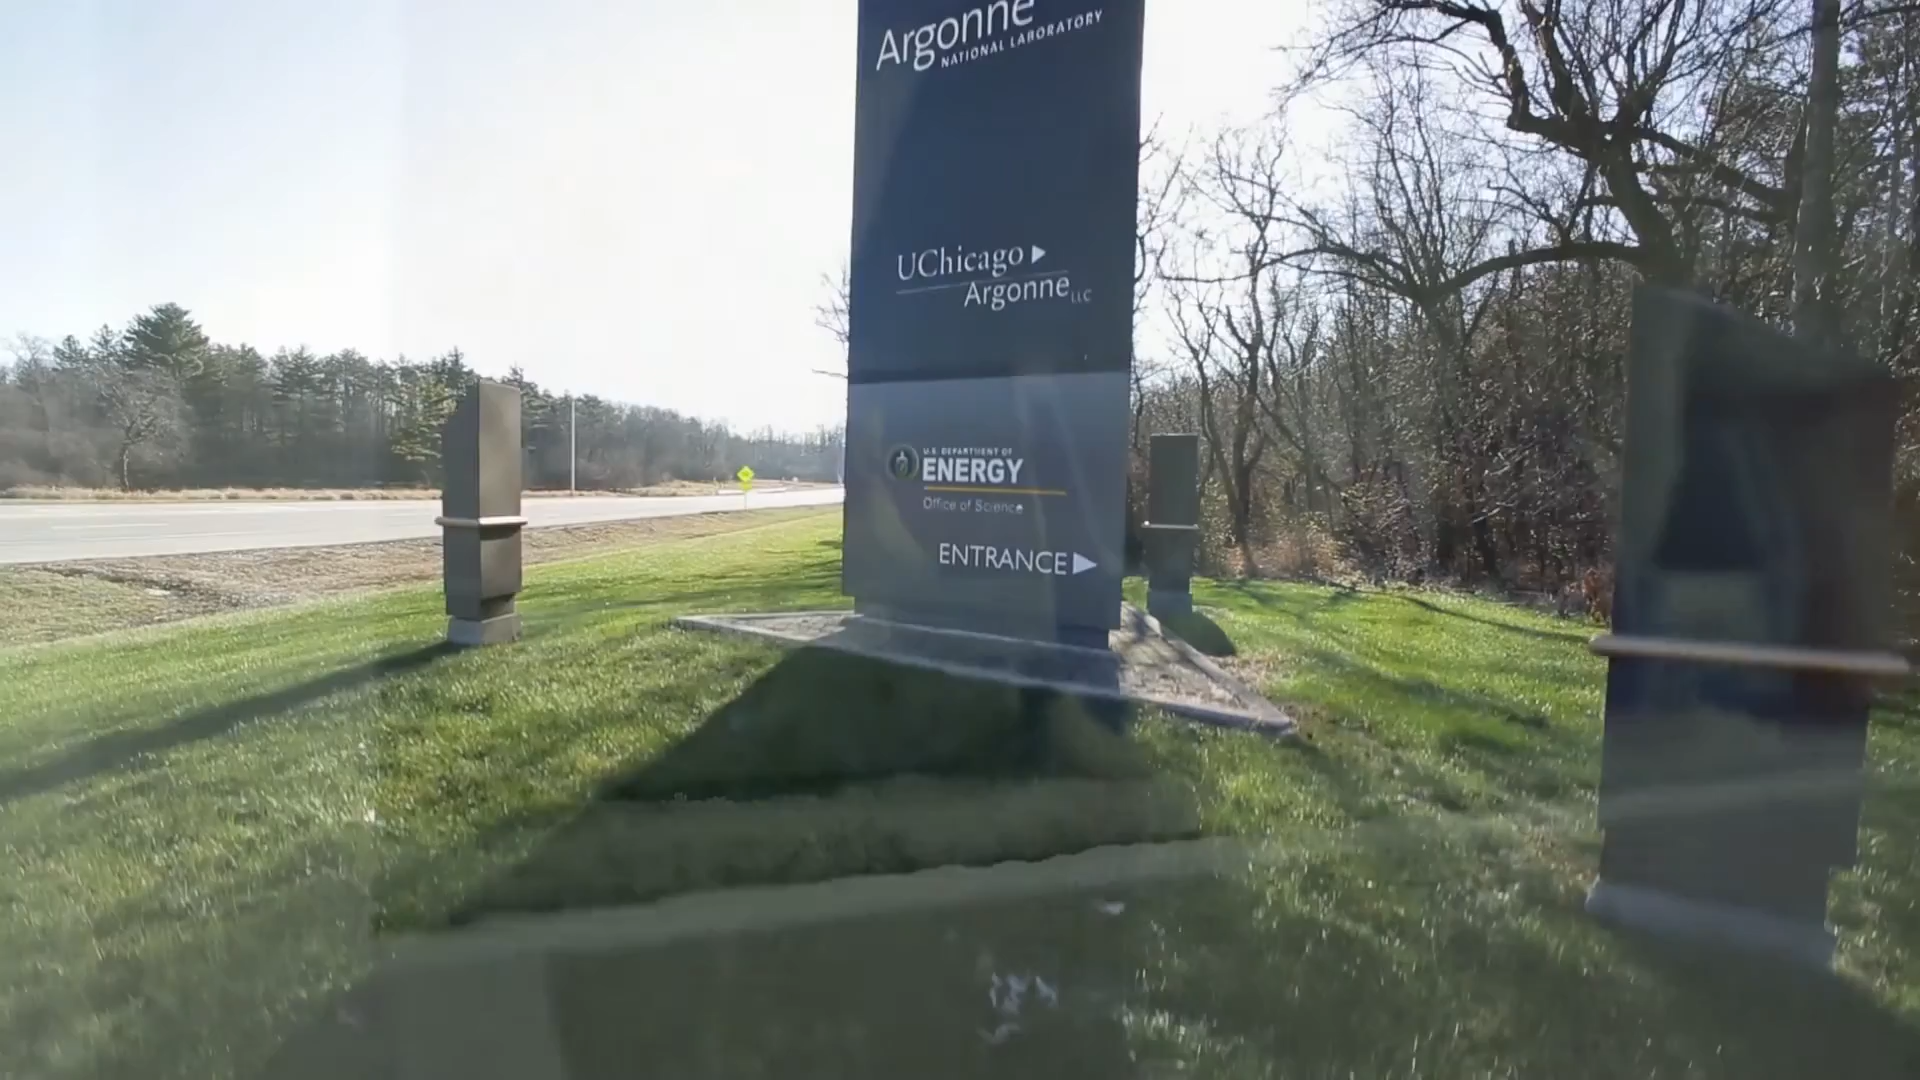 Argonne
NATIONAL LABORATORY
UChicago
Argonne LLC
U.S. DEPARTMENT OF
ENERGY
Office of Science
ENTRANCE